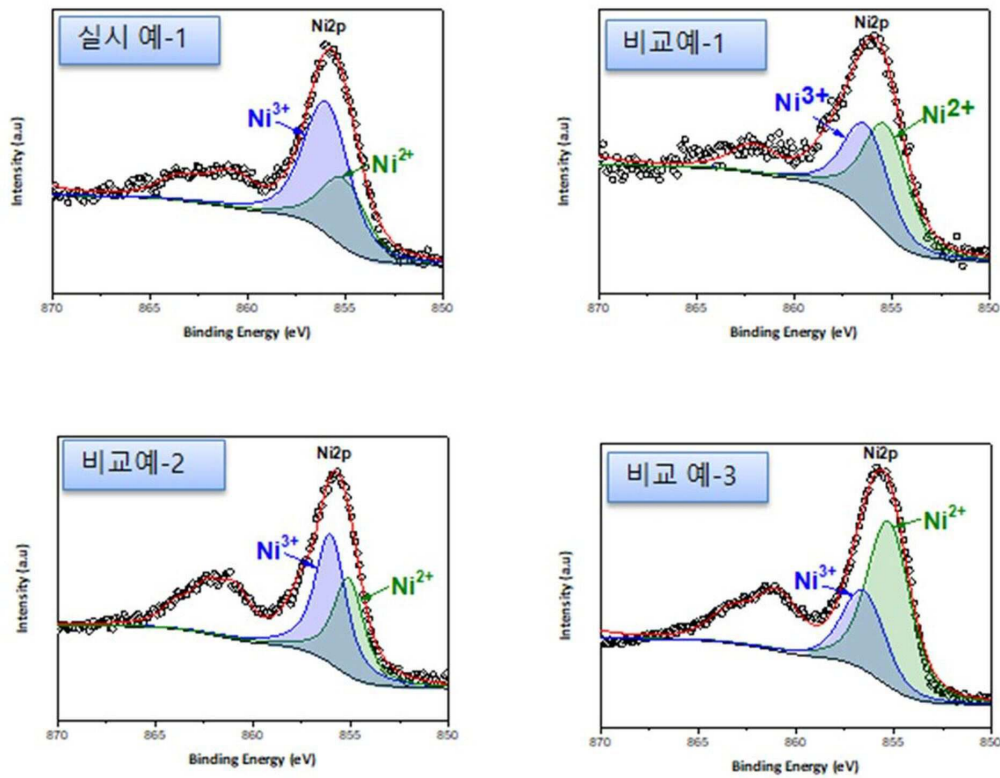 실시 예-1
Ni2p
Ni3+
Ni2+
Intensity (a.u)
870 865 860 855 850
Binding Energy (eV)
비교예-1
Ni2p
Ni3+
Ni2+
Intensity (a.u)
870 865 860 855 850
Binding Energy (eV)
비교예-2
Ni2p
Ni3+
Ni2+
Intensity (a.u)
870 865 860 855 850
Binding Energy (eV)
비교 예-3
Ni2p
Ni2+
Ni3+
Intensity (a.u)
870 865 860 855 850
Binding Energy (eV)